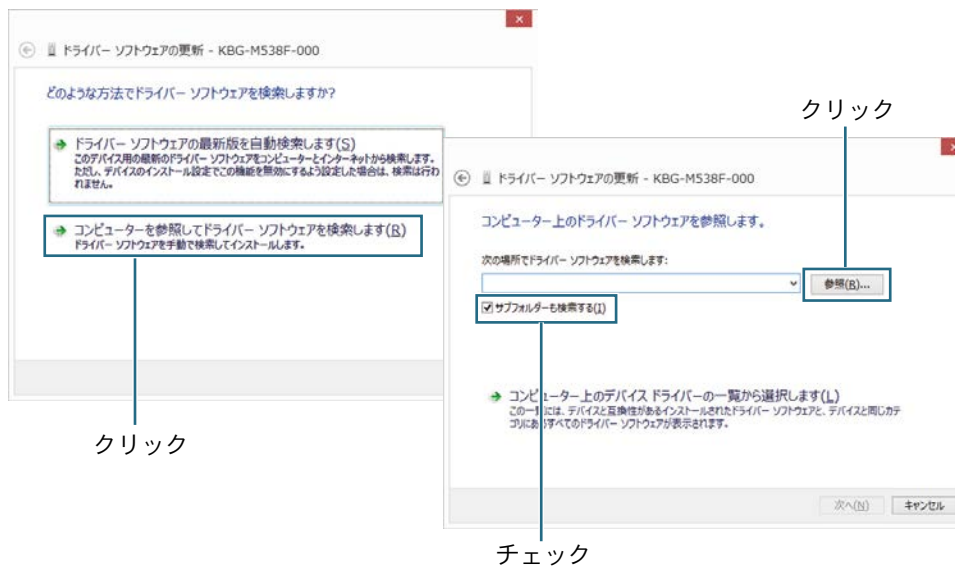 ドライバー ソフトウェアの更新 - KBG-M538F-000
どのような方法でドライバー ソフトウェアを検索しますか?
ドライバー ソフトウェアの最新版を自動検索します(S)
このデバイス用の最新のドライバー ソフトウェアをコンピューターとインターネットから検索します。
ただし、デバイスのインストール設定でこの機能を無効にするよう設定した場合は、検索は行わ
れません。
コンピューターを参照してドライバー ソフトウェアを検索します(R)
ドライバー ソフトウェアを手動で検索してインストールします。
クリック
クリック
ドライバー ソフトウェアの更新 - KBG-M538F-000
コンピューター上のドライバー ソフトウェアを参照します。
次の場所でドライバー ソフトウェアを検索します:
参照(R)...
サブフォルダーも検索する(I)
コンピューター上のデバイス ドライバーの一覧から選択します(L)
この一覧には、デバイスと互換性があるインストールされたドライバー ソフトウェアと、デバイスと同じカテ
ゴリにあるすべてのドライバー ソフトウェアが表示されます。
次へ(N) キャンセル
チェック